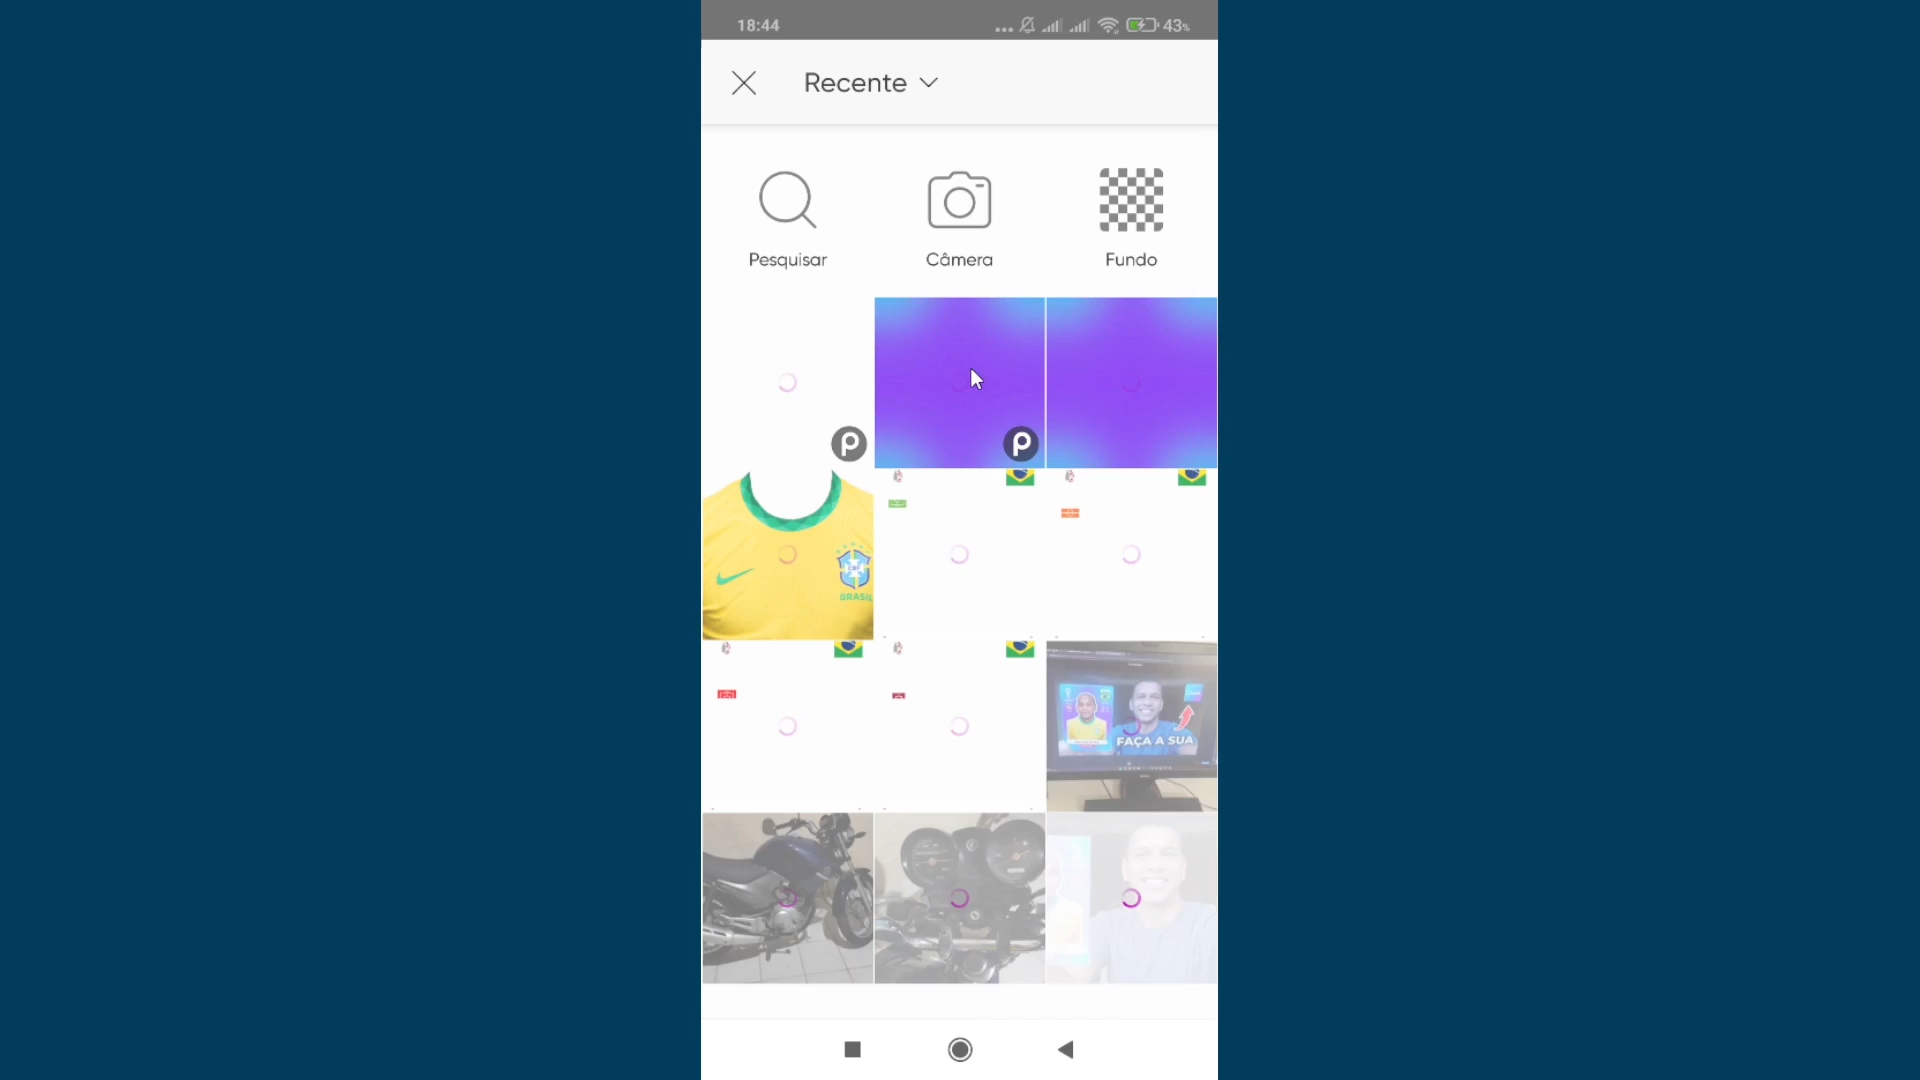 18:44
43%
Recente
Pesquisar
Câmera
Fundo
BRASIL
FAÇA A SUA